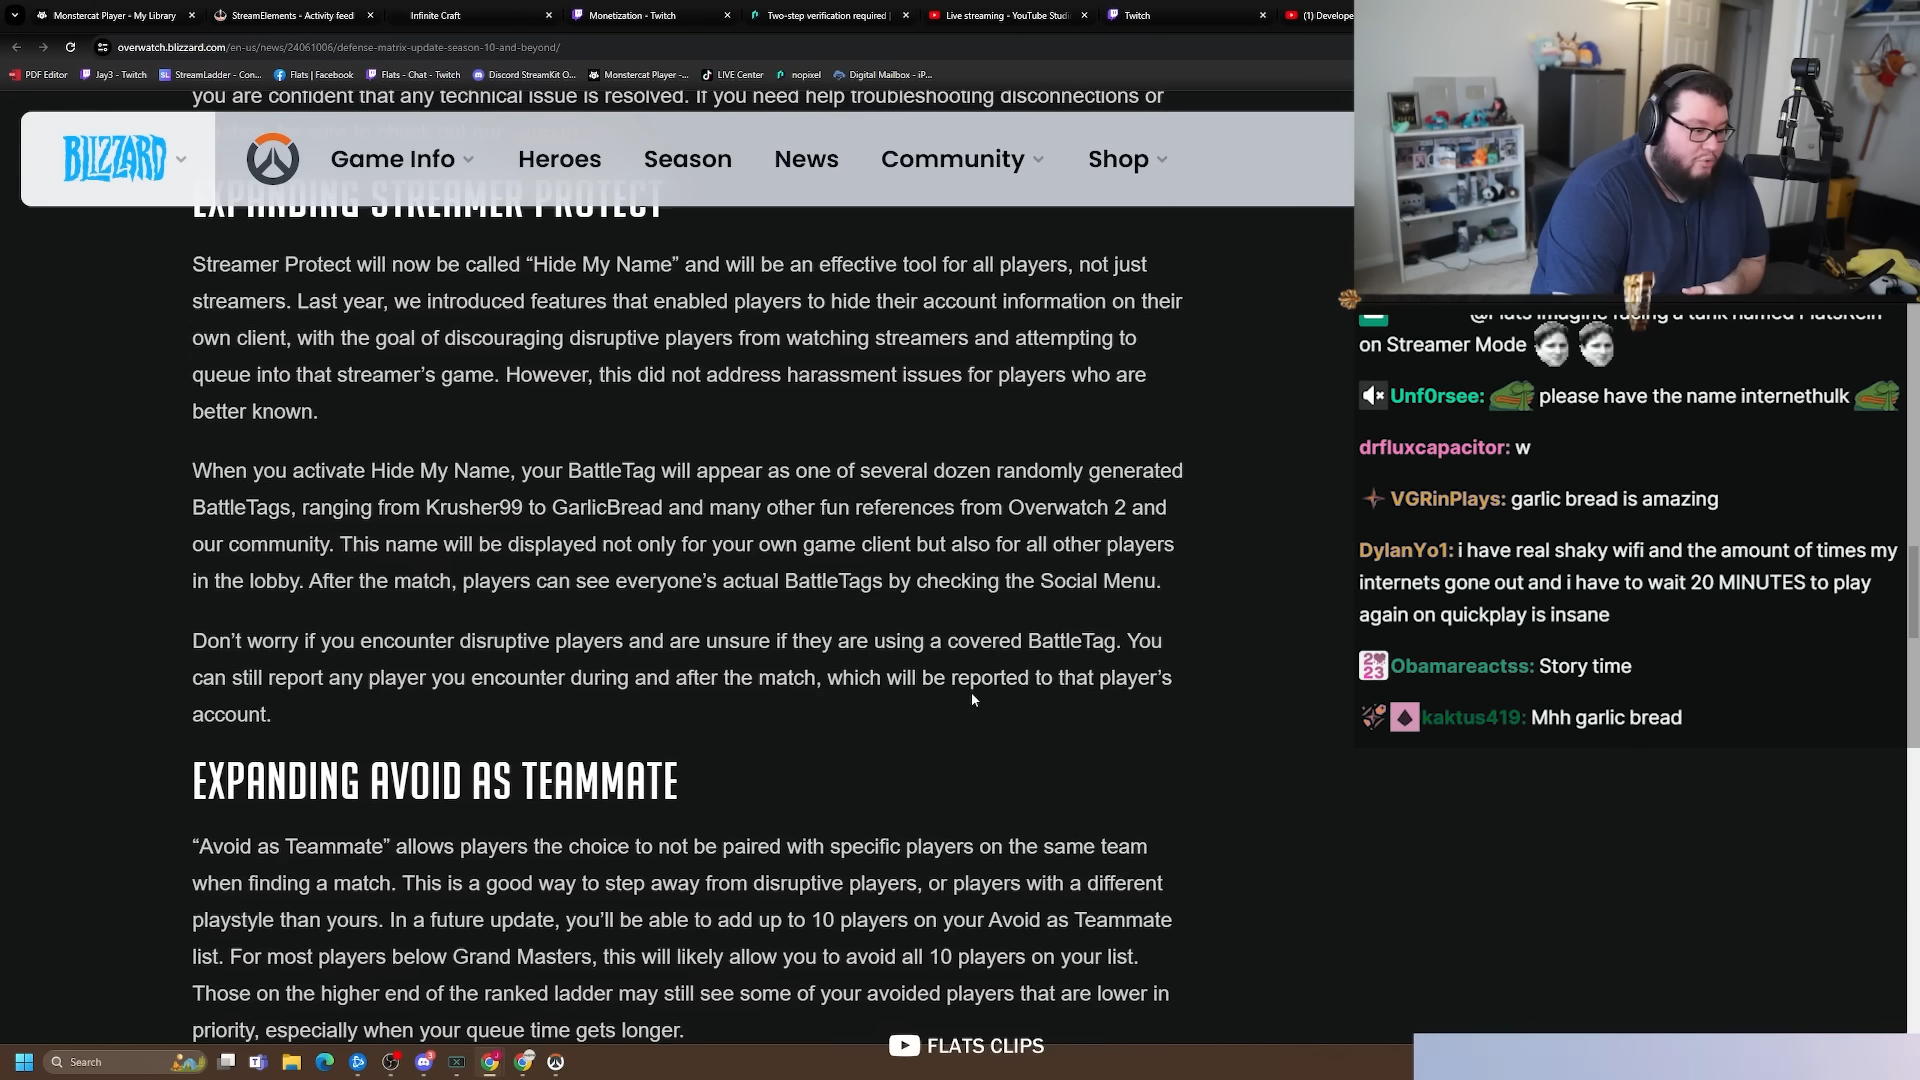 Monstercat Player - My Library
StreamElements - Activity feed
Infinite Craft
Monetization - Twitch
Two-step verification required |
Live streaming - YouTube Studi
Twitch
(1) Develope
overwatch.blizzard.com/en-us/news/24061006/defense-matrix-update-season-10-and-beyond/
PDF Editor
Jay3 - Twitch
StreamLadder - Con...
Flats | Facebook
Flats - Chat - Twitch
Discord StreamKit O...
Monstercat Player -...
LIVE Center
nopixel
Digital Mailbox - iP...
you are confident that any technical issue is resolved. If you need help troubleshooting disconnections or
BLIZZARD
Game Info
Heroes
Season
News
Community
Shop
EXPANDING STREAMER PROTECT
Streamer Protect will now be called “Hide My Name” and will be an effective tool for all players, not just
streamers. Last year, we introduced features that enabled players to hide their account information on their
own client, with the goal of discouraging disruptive players from watching streamers and attempting to
queue into that streamer’s game. However, this did not address harassment issues for players who are
better known.
When you activate Hide My Name, your BattleTag will appear as one of several dozen randomly generated
BattleTags, ranging from Krusher99 to GarlicBread and many other fun references from Overwatch 2 and
our community. This name will be displayed not only for your own game client but also for all other players
in the lobby. After the match, players can see everyone’s actual BattleTags by checking the Social Menu.
Don’t worry if you encounter disruptive players and are unsure if they are using a covered BattleTag. You
can still report any player you encounter during and after the match, which will be reported to that player’s
account.
EXPANDING AVOID AS TEAMMATE
“Avoid as Teammate” allows players the choice to not be paired with specific players on the same team
when finding a match. This is a good way to step away from disruptive players, or players with a different
playstyle than yours. In a future update, you’ll be able to add up to 10 players on your Avoid as Teammate
list. For most players below Grand Masters, this will likely allow you to avoid all 10 players on your list.
Those on the higher end of the ranked ladder may still see some of your avoided players that are lower in
priority, especially when your queue time gets longer.
@Flats imagine facing a tank named FlatsRein
on Streamer Mode
Unf0rsee: please have the name internethulk
drfluxcapacitor: w
VGRinPlays: garlic bread is amazing
DylanYo1: i have real shaky wifi and the amount of times my
internets gone out and i have to wait 20 MINUTES to play
again on quickplay is insane
Obamareactss: Story time
kaktus419: Mhh garlic bread
FLATS CLIPS
Search